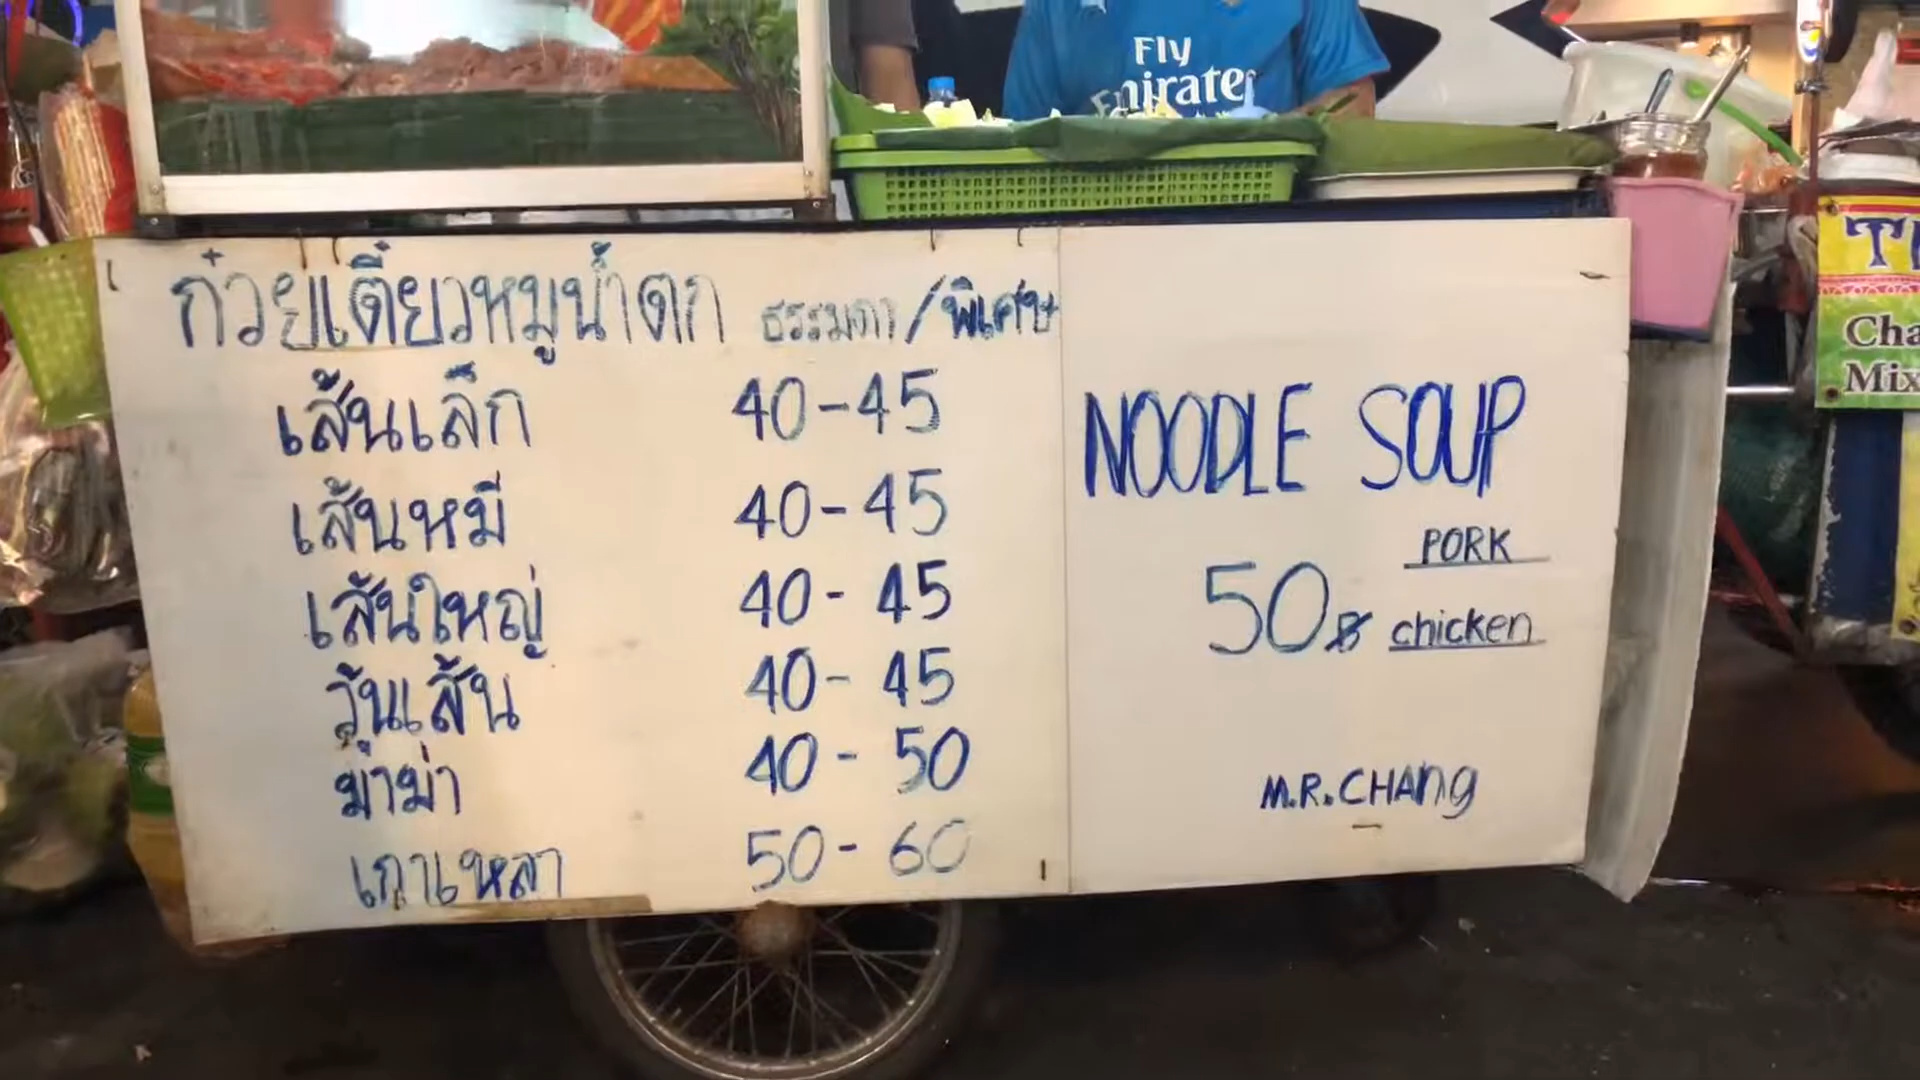 Fly
Emirates
ก๋วยเตี๋ยวหมูน้ำตก ธรรมดา/พิเศษ
เส้นเล็ก 40-45
เส้นหมี่ 40-45
เส้นใหญ่ 40-45
วุ้นเส้น 40-45
ม่าม่า 40-50
เกาเหลา 50-60
NOODLE SOUP
PORK
50฿ chicken
M.R.CHAng
Cha
Mix